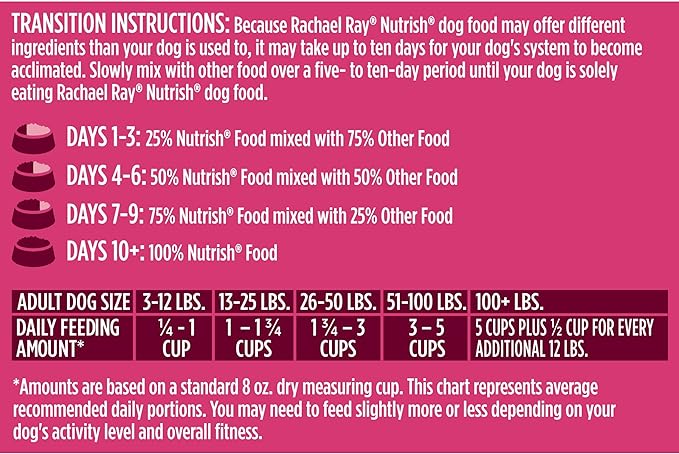 TRANSITION INSTRUCTIONS: Because Rachael Ray® Nutrish® dog food may offer different
ingredients than your dog is used to, it may take up to ten days for your dog's system to become
acclimated. Slowly mix with other food over a five- to ten-day period until your dog is solely
eating Rachael Ray® Nutrish® dog food.
DAYS 1-3: 25% Nutrish® Food mixed with 75% Other Food
DAYS 4-6: 50% Nutrish® Food mixed with 50% Other Food
DAYS 7-9: 75% Nutrish® Food mixed with 25% Other Food
DAYS 10+: 100% Nutrish® Food
ADULT DOG SIZE 3-12 LBS. 13-25 LBS. 26-50 LBS. 51-100 LBS. 100+ LBS.
DAILY FEEDING ¼ - 1 1 – 1 ¾ 1 ¾ – 3 3 – 5 5 CUPS PLUS ½ CUP FOR EVERY
AMOUNT* CUP CUPS CUPS CUPS ADDITIONAL 12 LBS.
*Amounts are based on a standard 8 oz. dry measuring cup. This chart represents average
recommended daily portions. You may need to feed slightly more or less depending on your
dog's activity level and overall fitness.